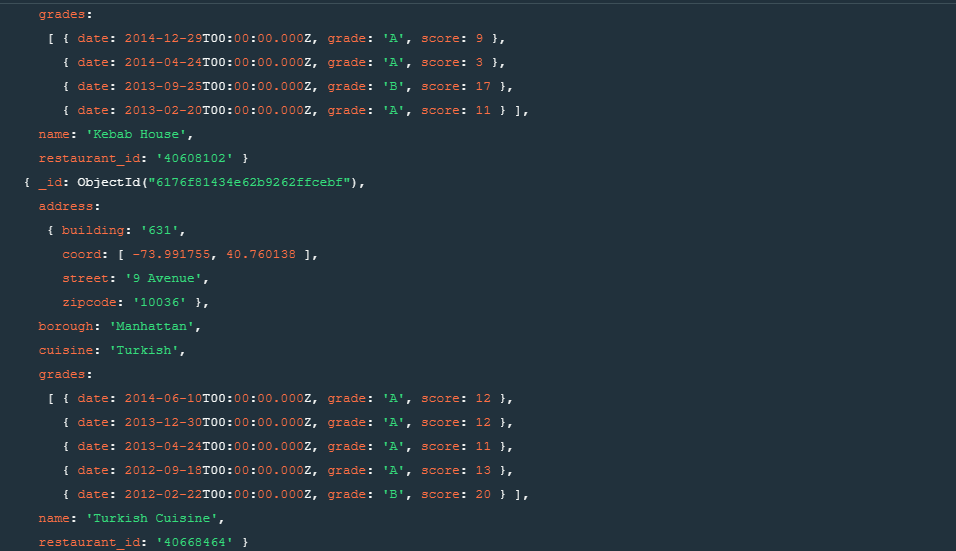 grades:
[ { date: 2014-12-29T00:00:00.000Z, grade: 'A', score: 9 },
{ date: 2014-04-24T00:00:00.000Z, grade: 'A', score: 3 },
{ date: 2013-09-25T00:00:00.000Z, grade: 'B', score: 17 },
{ date: 2013-02-20T00:00:00.000Z, grade: 'A', score: 11 } ],
name: 'Kebab House',
restaurant_id: '40608102' }
{ _id: ObjectId("6176f81434e62b9262ffcebf"),
address:
{ building: '631',
coord: [ -73.991755, 40.760138 ],
street: '9 Avenue',
zipcode: '10036' },
borough: 'Manhattan',
cuisine: 'Turkish',
grades:
[ { date: 2014-06-10T00:00:00.000Z, grade: 'A', score: 12 },
{ date: 2013-12-30T00:00:00.000Z, grade: 'A', score: 12 },
{ date: 2013-04-24T00:00:00.000Z, grade: 'A', score: 11 },
{ date: 2012-09-18T00:00:00.000Z, grade: 'A', score: 13 },
{ date: 2012-02-22T00:00:00.000Z, grade: 'B', score: 20 } ],
name: 'Turkish Cuisine',
restaurant_id: '40668464' }